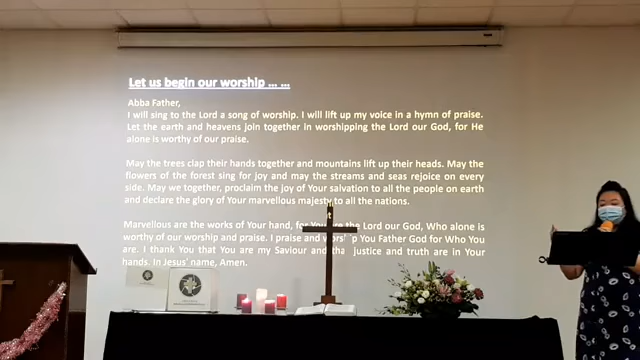 Let us begin our worship ... ...
Abba Father,
I will sing to the Lord a song of worship. I will lift up my voice in a hymn of praise.
Let the earth and heavens join together in worshipping the Lord our God, for He
alone is worthy of our praise.
May the trees clap their hands together and mountains lift up their heads. May the
flowers of the forest sing for joy and may the streams and seas rejoice on every
side. May we together, proclaim the joy of Your salvation to all the people on earth
and declare the glory of Your marvellous majesty to all the nations.
Marvellous are the works of Your hand, for You are the Lord our God, Who alone is
worthy of our worship and praise. I praise and wors p You Father God for Who You
are. I thank You that You are my Saviour and tha justice and truth are in Your
hands. In Jesus' name, Amen.